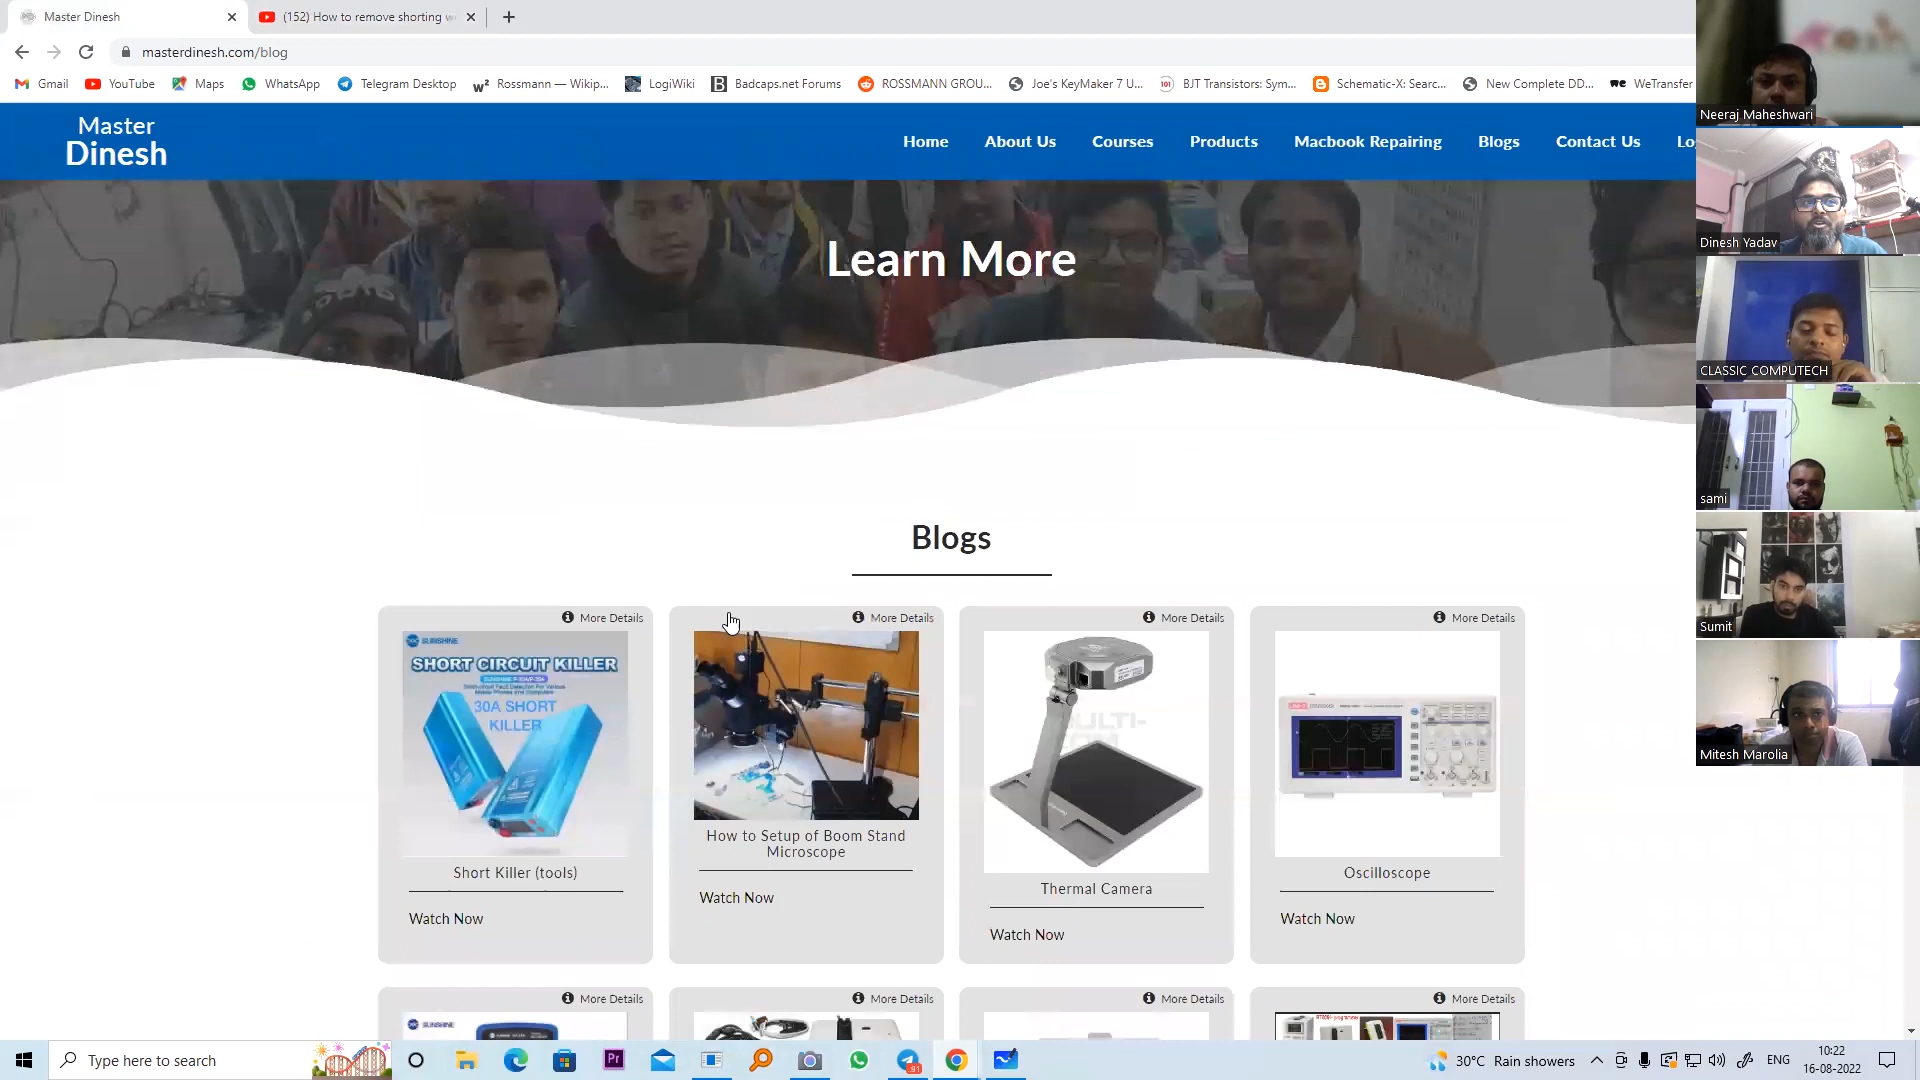 Master Dinesh
(152) How to remove shorting w
masterdinesh.com/blog
Gmail
YouTube
Maps
WhatsApp
Telegram Desktop
Rossmann — Wikip...
LogiWiki
Badcaps.net Forums
ROSSMANN GROU...
Joe's KeyMaker 7 U...
BJT Transistors: Sym...
Schematic-X: Searc...
New Complete DD...
WeTransfer
Master
Dinesh
Home
About Us
Courses
Products
Macbook Repairing
Blogs
Contact Us
Lo
Learn More
Blogs
More Details
SUNSHINE
SHORT CIRCUIT KILLER
30A SHORT
KILLER
Short Killer (tools)
Watch Now
More Details
How to Setup of Boom Stand
Microscope
Watch Now
More Details
Thermal Camera
Watch Now
More Details
Oscilloscope
Watch Now
More Details
SUNSHINE
More Details
More Details
More Details
Neeraj Maheshwari
Dinesh Yadav
CLASSIC COMPUTECH
sami
Sumit
Mitesh Marolia
Type here to search
Pr
91
30°C Rain showers
ENG
10:22
16-08-2022